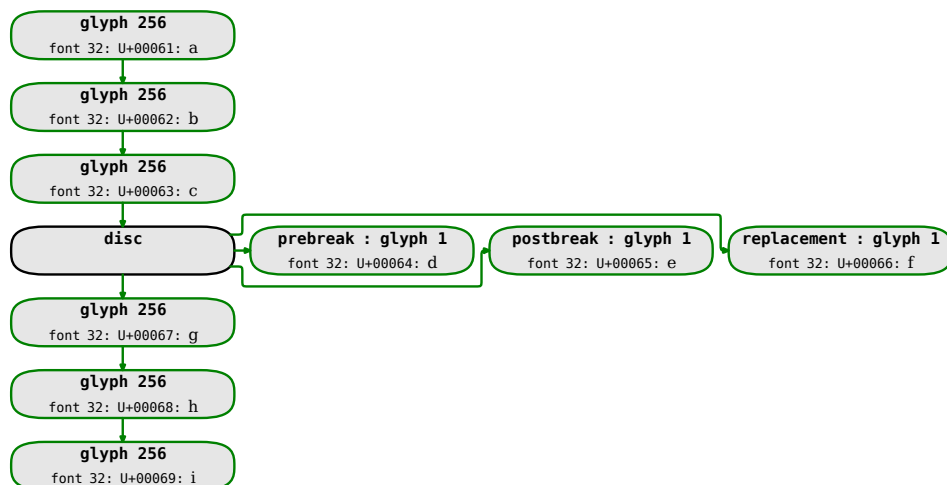 glyph 256
font 32: U+00061: a
glyph 256
font 32: U+00062: b
glyph 256
font 32: U+00063: c
disc
prebreak : glyph 1
font 32: U+00064: d
postbreak : glyph 1
font 32: U+00065: e
replacement : glyph 1
font 32: U+00066: f
glyph 256
font 32: U+00067: g
glyph 256
font 32: U+00068: h
glyph 256
font 32: U+00069: i